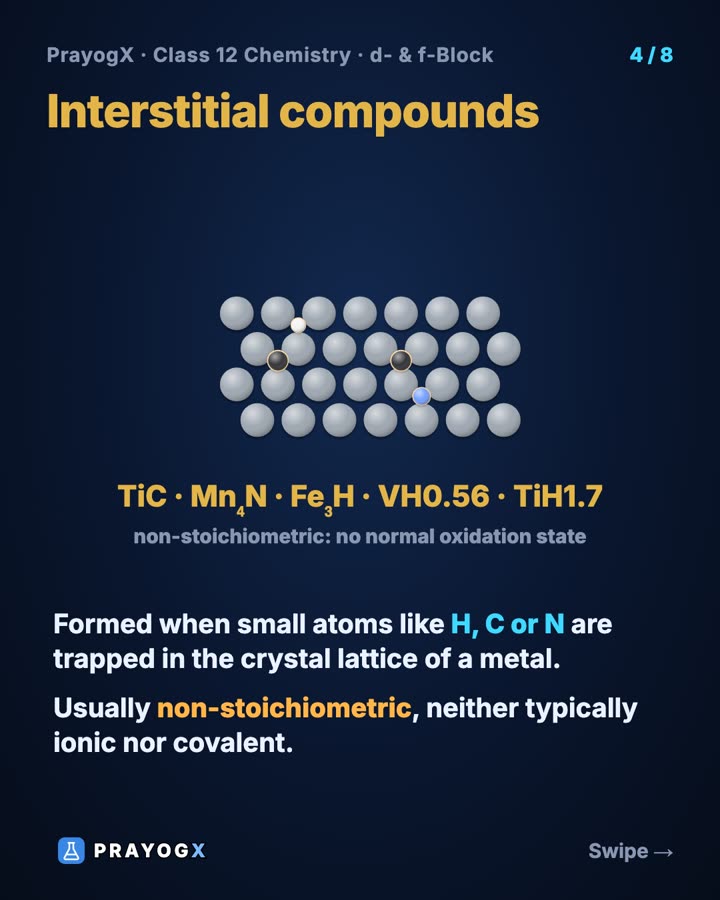 PrayogX · Class 12 Chemistry · d- & f-Block
4 / 8
Interstitial compounds
TiC · Mn₄N · Fe₃H · VH0.56 · TiH1.7
non-stoichiometric: no normal oxidation state
Formed when small atoms like H, C or N are
trapped in the crystal lattice of a metal.
Usually non-stoichiometric, neither typically
ionic nor covalent.
PRAYOGX
Swipe →